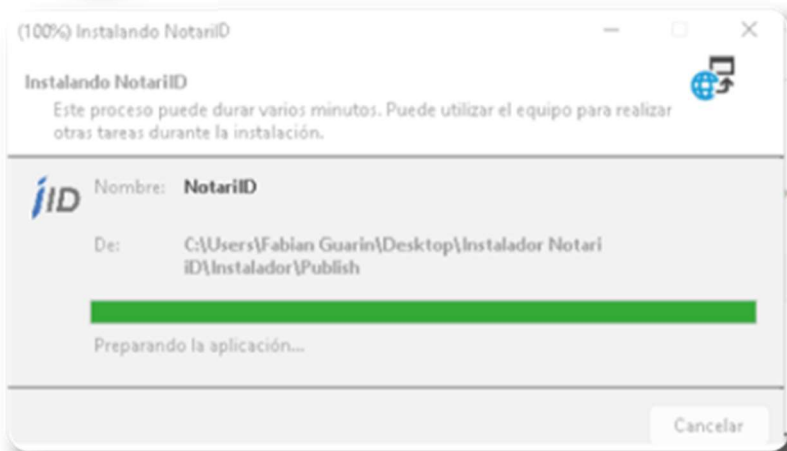 (100%) Instalando NotariID
Instalando NotariID
Este proceso puede durar varios minutos. Puede utilizar el equipo para realizar
otras tareas durante la instalación.
iID
Nombre: NotariID
De: C:\Users\Fabian Guarin\Desktop\Instalador Notari
iD\Instalador\Publish
Preparando la aplicación...
Cancelar